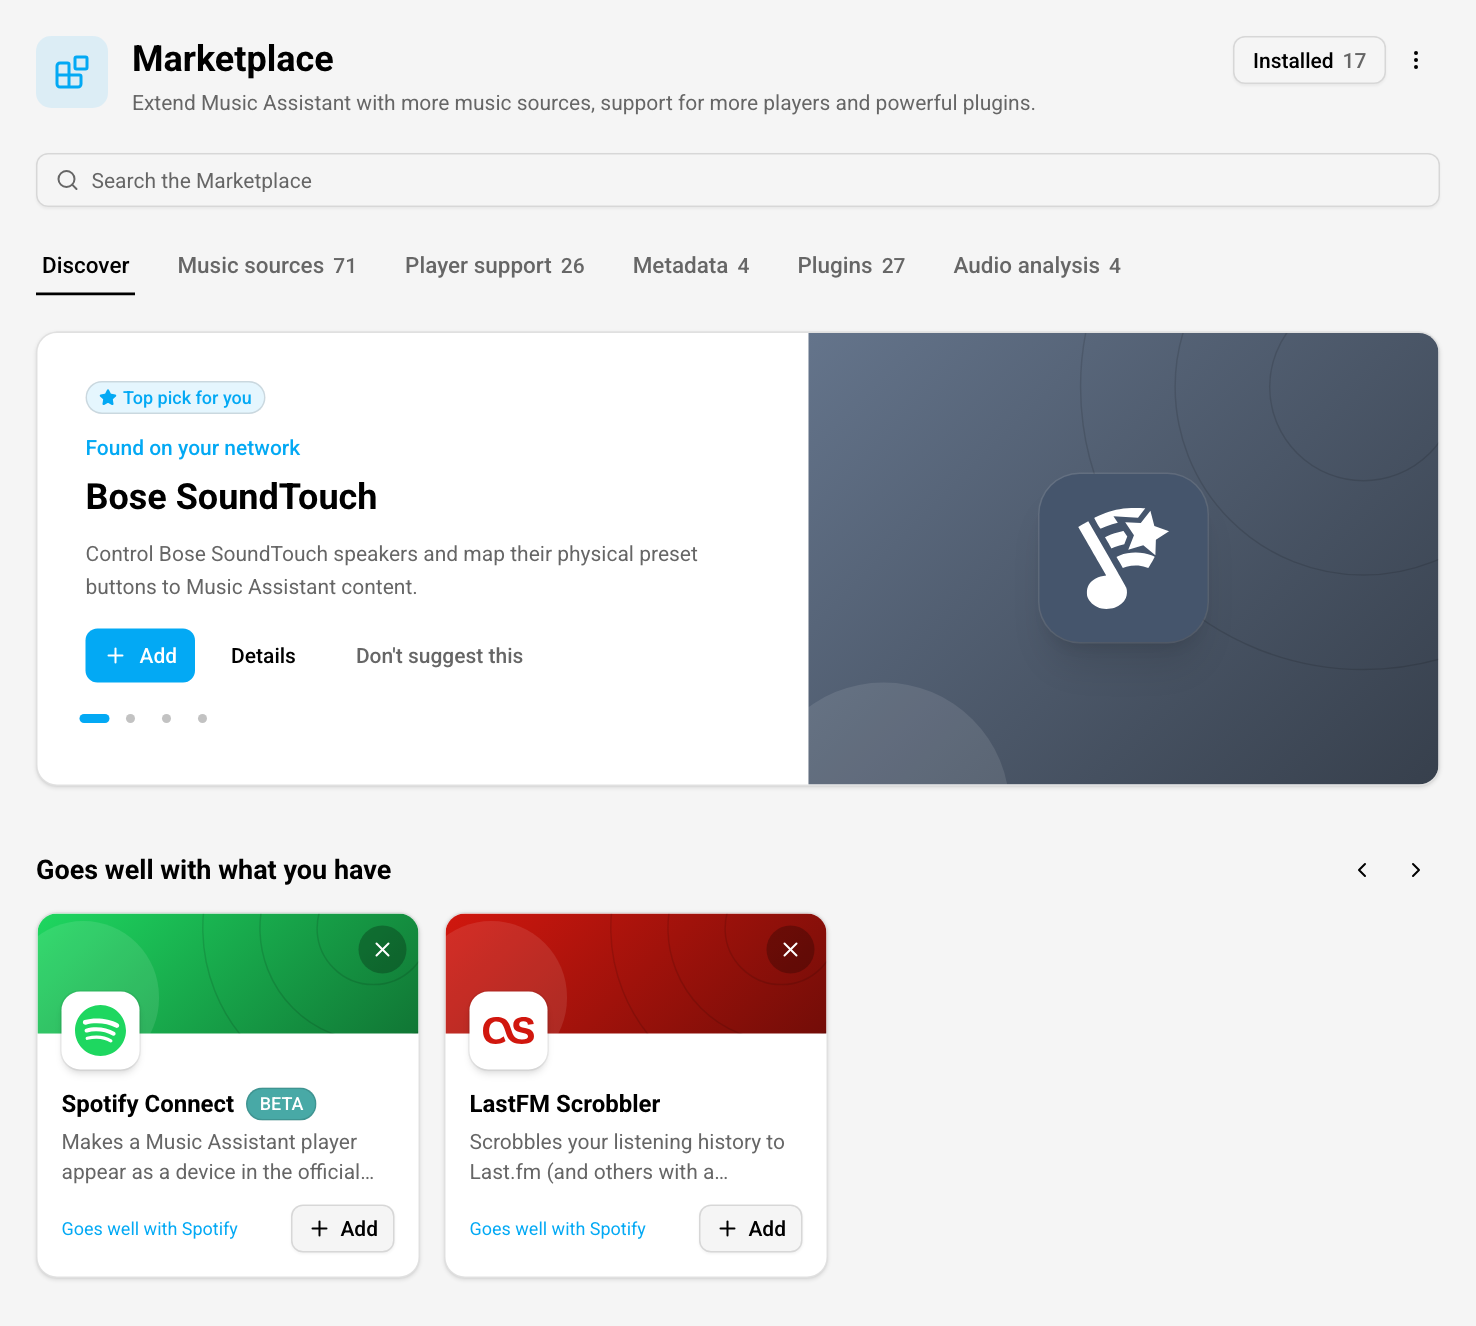 Marketplace
Installed 17
Extend Music Assistant with more music sources, support for more players and powerful plugins.
Search the Marketplace
Discover Music sources 71 Player support 26 Metadata 4 Plugins 27 Audio analysis 4
Top pick for you
Found on your network
Bose SoundTouch
Control Bose SoundTouch speakers and map their physical preset
buttons to Music Assistant content.
Add Details Don't suggest this
Goes well with what you have
Spotify Connect BETA
Makes a Music Assistant player
appear as a device in the official…
Goes well with Spotify Add
LastFM Scrobbler
Scrobbles your listening history to
Last.fm (and others with a…
Goes well with Spotify Add